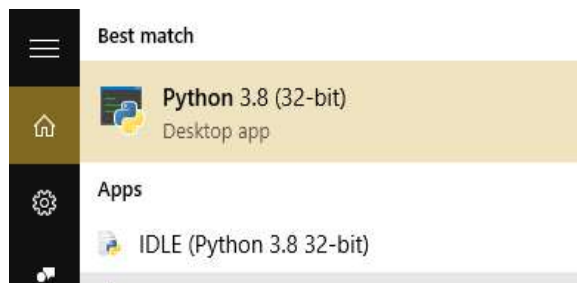 Best match
Python 3.8 (32-bit)
Desktop app
Apps
IDLE (Python 3.8 32-bit)